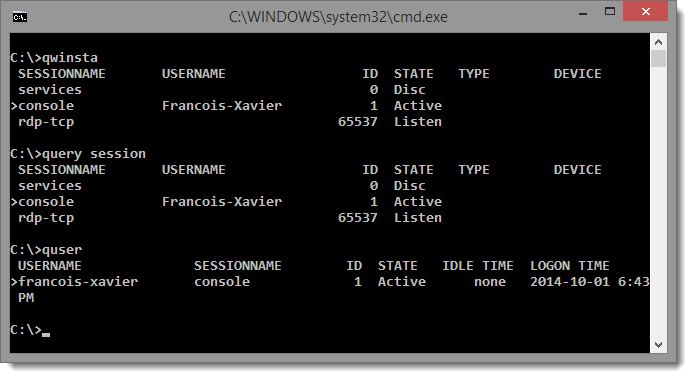 C:\WINDOWS\system32\cmd.exe
C:\>qwinsta
SESSIONNAME USERNAME ID STATE TYPE DEVICE
services 0 Disc
>console Francois-Xavier 1 Active
rdp-tcp 65537 Listen
C:\>query session
SESSIONNAME USERNAME ID STATE TYPE DEVICE
services 0 Disc
>console Francois-Xavier 1 Active
rdp-tcp 65537 Listen
C:\>quser
USERNAME SESSIONNAME ID STATE IDLE TIME LOGON TIME
>francois-xavier console 1 Active none 2014-10-01 6:43
PM
C:\>_